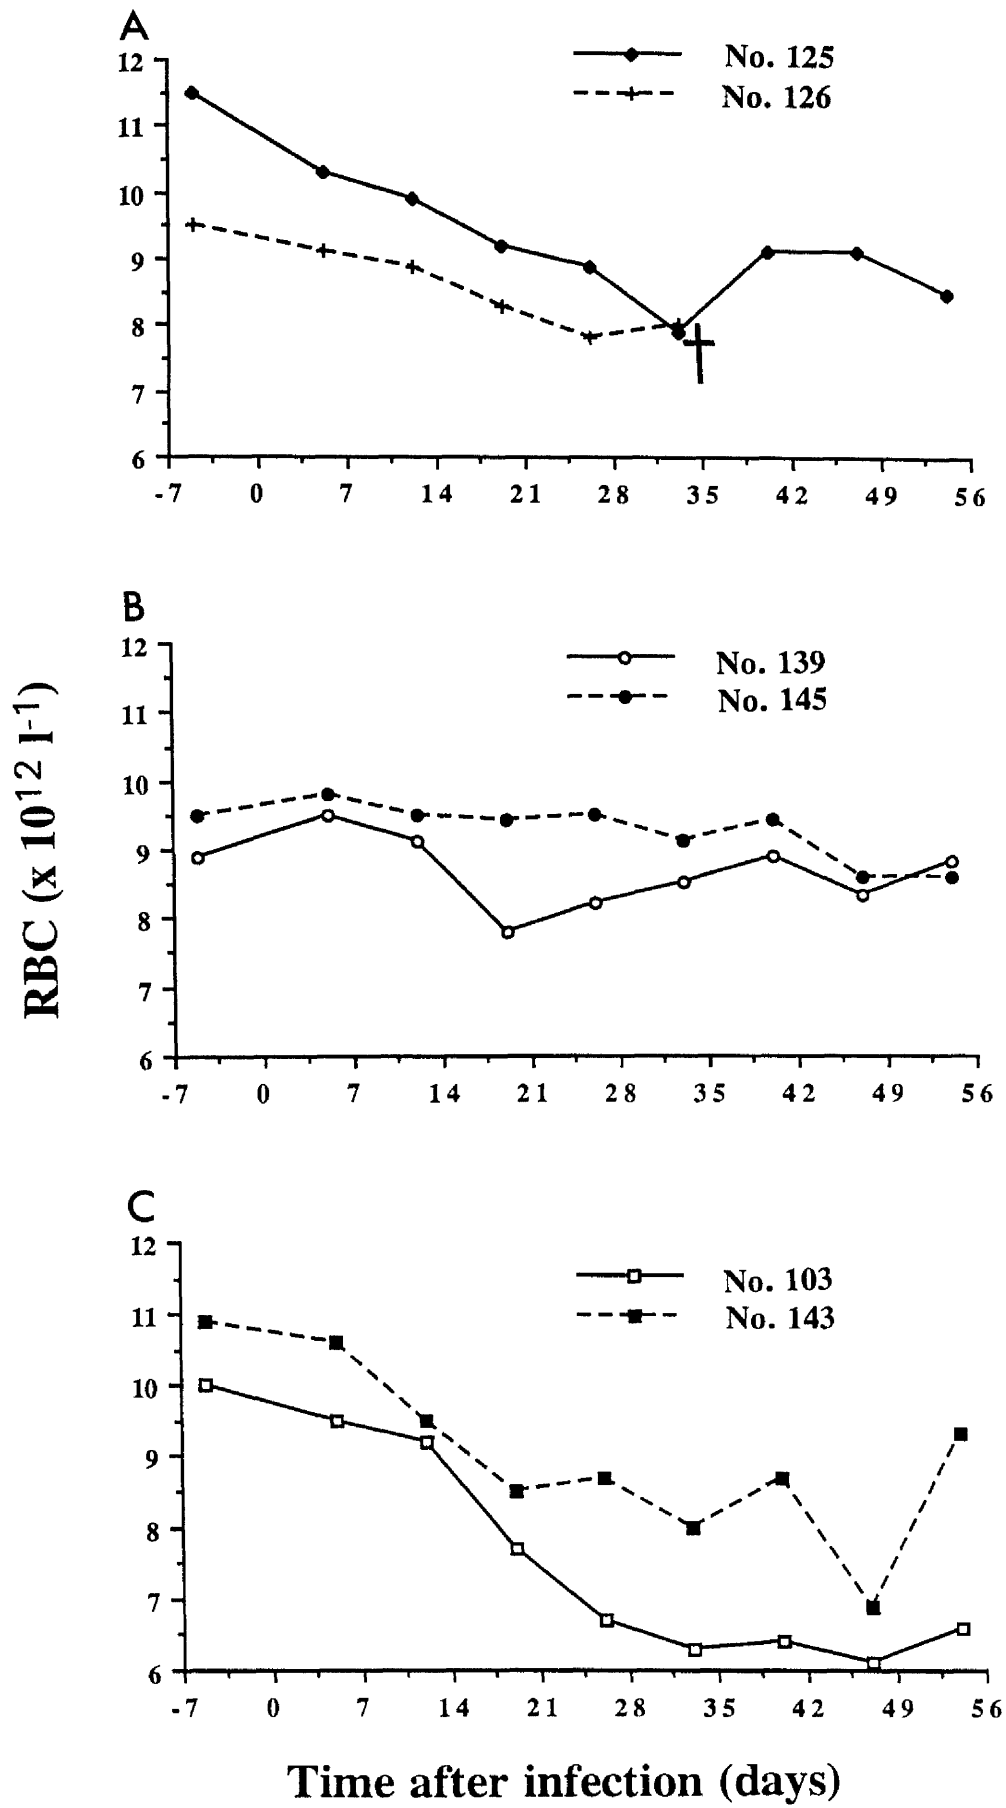 A
12
11
10
9
8
7
6
No. 125
No. 126
-7 0 7 14 21 28 35 42 49 56
B
12
11
10
9
8
7
6
No. 139
No. 145
-7 0 7 14 21 28 35 42 49 56
RBC (x 10¹² l⁻¹)
C
12
11
10
9
8
7
6
No. 103
No. 143
-7 0 7 14 21 28 35 42 49 56
Time after infection (days)